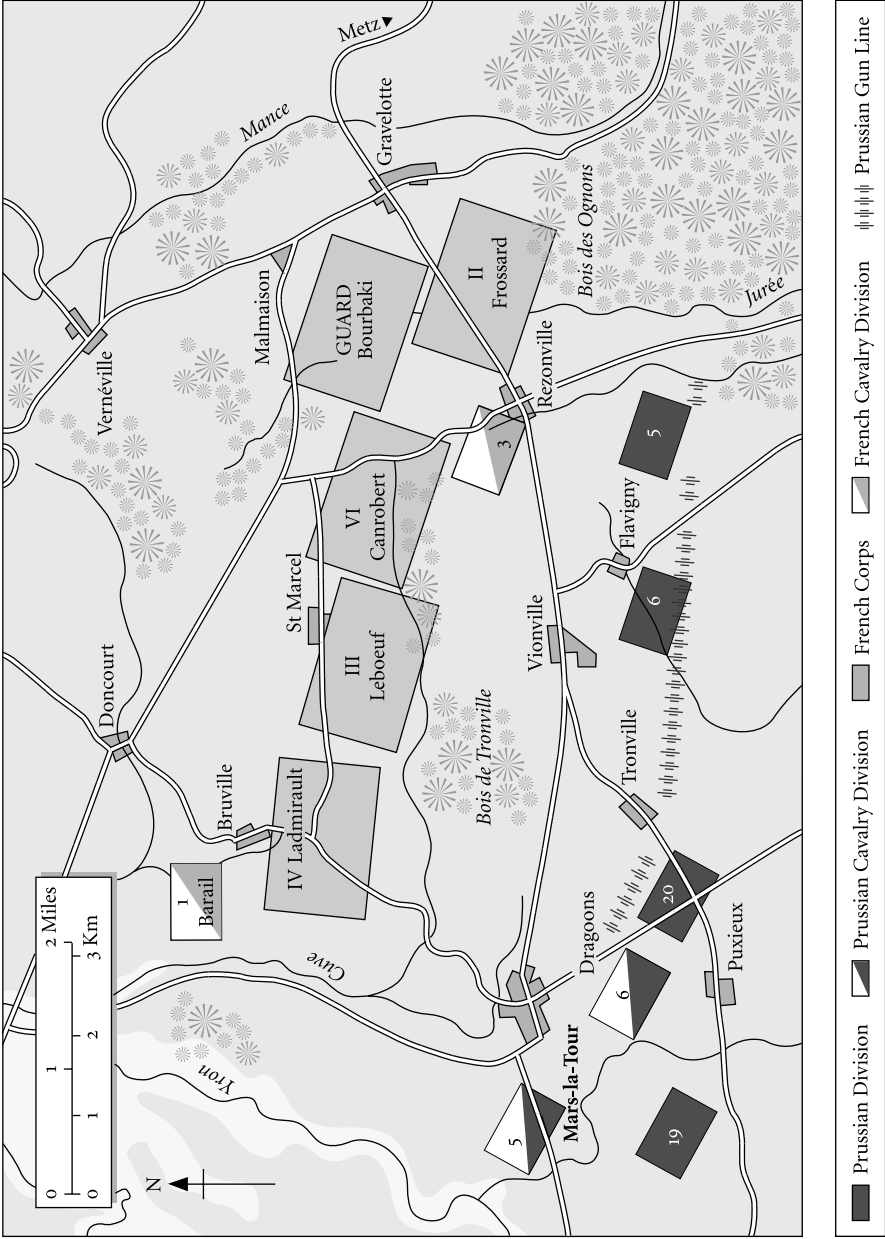 0 1 2 Miles
0 1 2 3 Km
N
Yron
Cuve
1
Barail
Doncourt
Bruville
IV Ladmirault
Vernéville
Mance
Metz
Malmaison
Gravelotte
St Marcel
III
Leboeuf
VI
Canrobert
GUARD
Bourbaki
II
Frossard
Bois des Ognons
Jurée
3
Rezonville
Bois de Tronville
Vionville
Flavigny
5
6
Tronville
Dragoons
20
6
Mars-la-Tour
5
19
Puxieux
Prussian Division
Prussian Cavalry Division
French Corps
French Cavalry Division
Prussian Gun Line